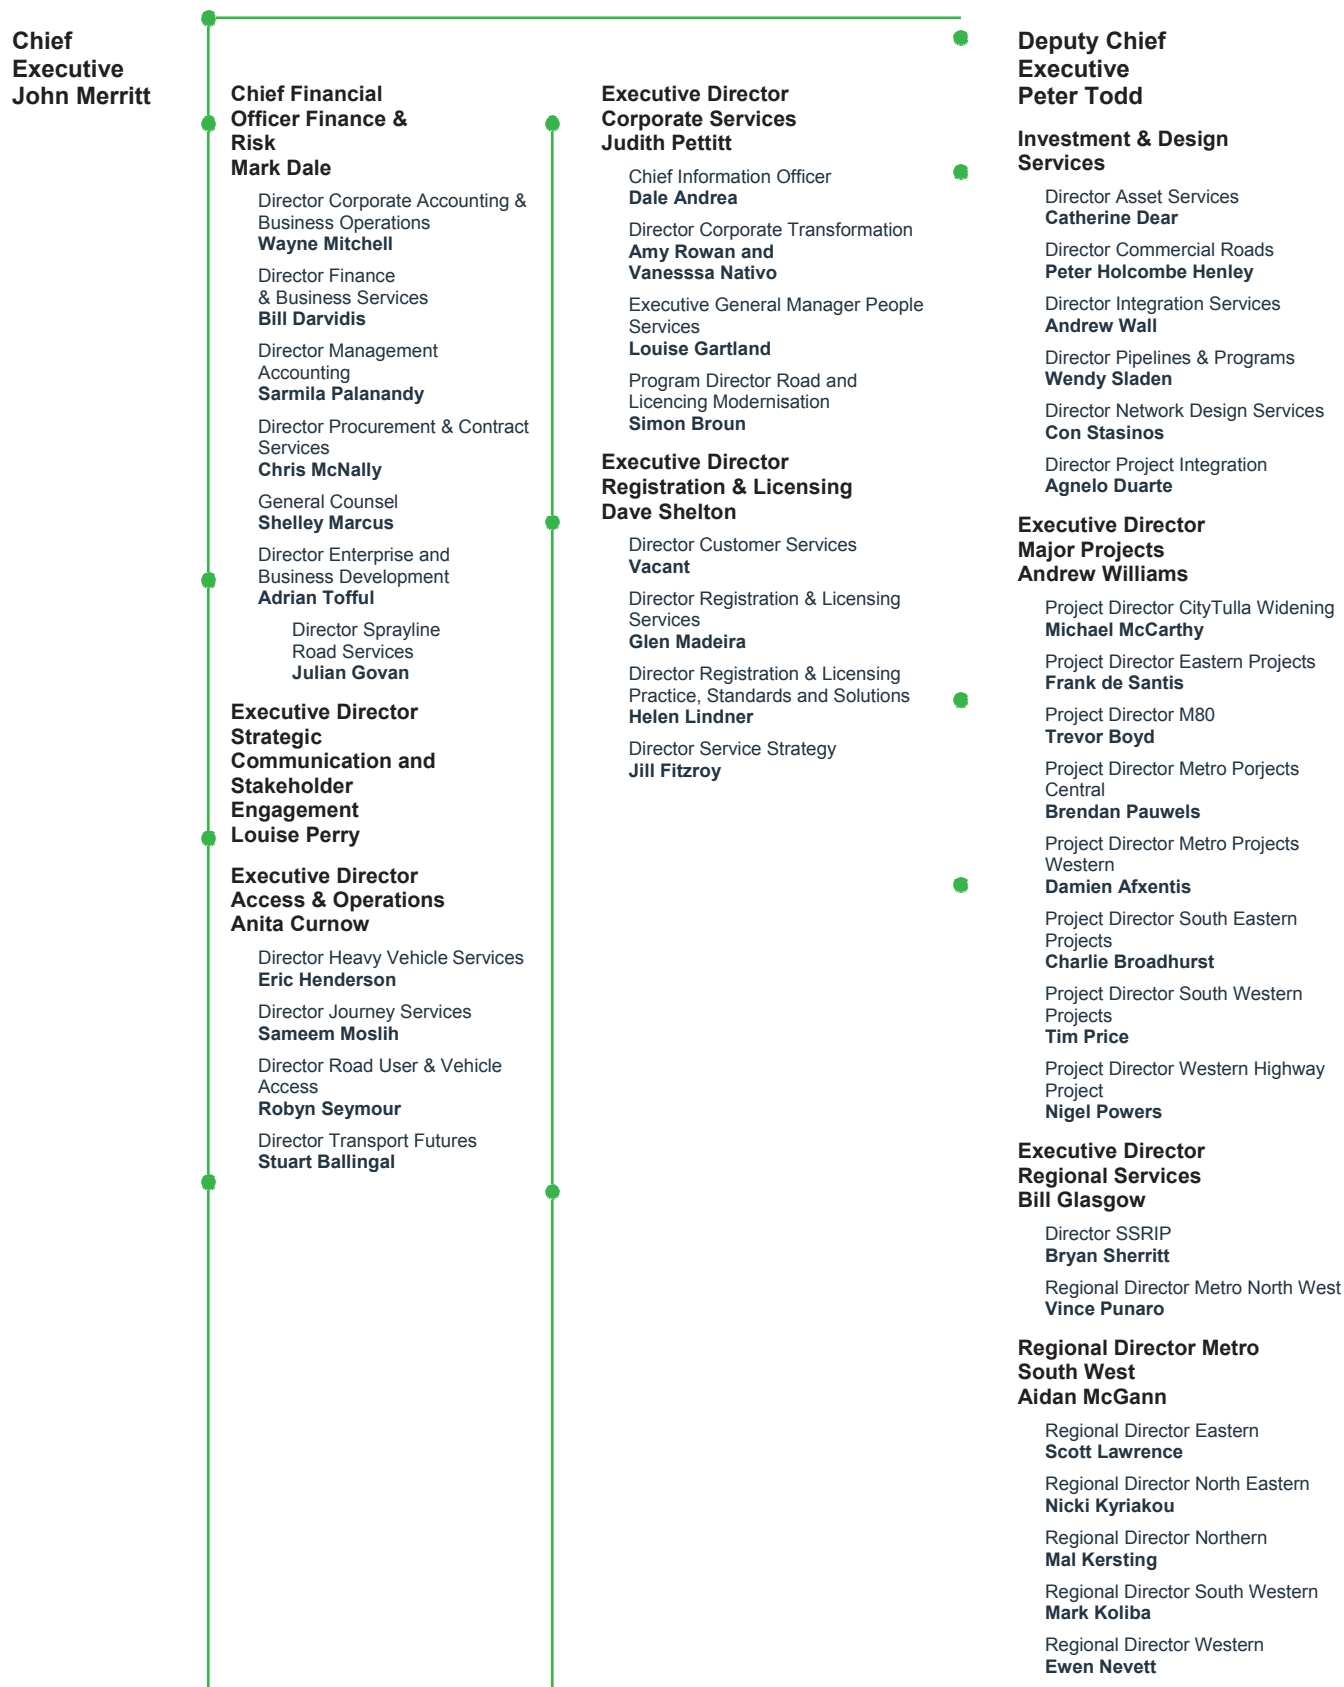 Chief
Executive
John Merritt
Chief Financial
Officer Finance &
Risk
Mark Dale
Director Corporate Accounting &
Business Operations
Wayne Mitchell
Director Finance
& Business Services
Bill Darvidis
Director Management
Accounting
Sarmila Palanandy
Director Procurement & Contract
Services
Chris McNally
General Counsel
Shelley Marcus
Director Enterprise and
Business Development
Adrian Tofful
Director Sprayline
Road Services
Julian Govan
Executive Director
Strategic
Communication and
Stakeholder
Engagement
Louise Perry
Executive Director
Access & Operations
Anita Curnow
Director Heavy Vehicle Services
Eric Henderson
Director Journey Services
Sameem Moslih
Director Road User & Vehicle
Access
Robyn Seymour
Director Transport Futures
Stuart Ballingal
Executive Director
Corporate Services
Judith Pettitt
Chief Information Officer
Dale Andrea
Director Corporate Transformation
Amy Rowan and
Vanesssa Nativo
Executive General Manager People
Services
Louise Gartland
Program Director Road and
Licencing Modernisation
Simon Broun
Executive Director
Registration & Licensing
Dave Shelton
Director Customer Services
Vacant
Director Registration & Licensing
Services
Glen Madeira
Director Registration & Licensing
Practice, Standards and Solutions
Helen Lindner
Director Service Strategy
Jill Fitzroy
Deputy Chief
Executive
Peter Todd
Investment & Design
Services
Director Asset Services
Catherine Dear
Director Commercial Roads
Peter Holcombe Henley
Director Integration Services
Andrew Wall
Director Pipelines & Programs
Wendy Sladen
Director Network Design Services
Con Stasinos
Director Project Integration
Agnelo Duarte
Executive Director
Major Projects
Andrew Williams
Project Director CityTulla Widening
Michael McCarthy
Project Director Eastern Projects
Frank de Santis
Project Director M80
Trevor Boyd
Project Director Metro Porjects
Central
Brendan Pauwels
Project Director Metro Projects
Western
Damien Afxentis
Project Director South Eastern
Projects
Charlie Broadhurst
Project Director South Western
Projects
Tim Price
Project Director Western Highway
Project
Nigel Powers
Executive Director
Regional Services
Bill Glasgow
Director SSRIP
Bryan Sherritt
Regional Director Metro North West
Vince Punaro
Regional Director Metro
South West
Aidan McGann
Regional Director Eastern
Scott Lawrence
Regional Director North Eastern
Nicki Kyriakou
Regional Director Northern
Mal Kersting
Regional Director South Western
Mark Koliba
Regional Director Western
Ewen Nevett